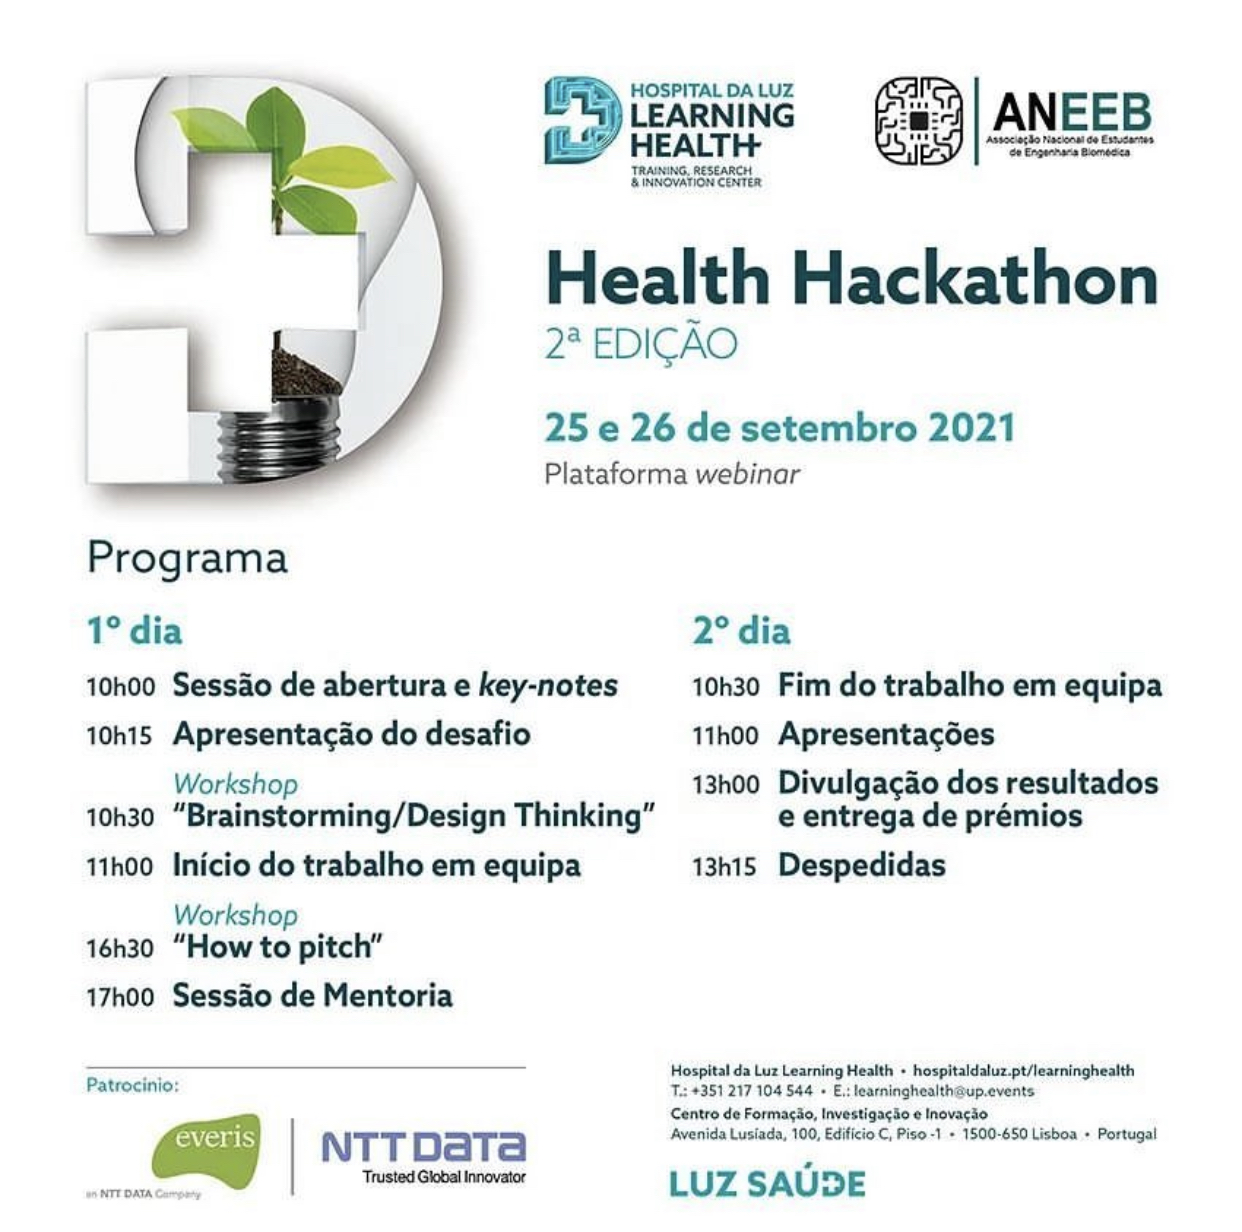 HOSPITAL DA LUZ
LEARNING
HEALTH
TRAINING, RESEARCH
& INNOVATION CENTER
ANEEB
Associação Nacional de Estudantes
de Engenharia Biomédica
Health Hackathon
2ª EDIÇÃO
25 e 26 de setembro 2021
Plataforma webinar
Programa
1º dia
10h00 Sessão de abertura e key-notes
10h15 Apresentação do desafio
Workshop
10h30 “Brainstorming/Design Thinking”
11h00 Início do trabalho em equipa
Workshop
16h30 “How to pitch”
17h00 Sessão de Mentoria
2º dia
10h30 Fim do trabalho em equipa
11h00 Apresentações
13h00 Divulgação dos resultados
e entrega de prémios
13h15 Despedidas
Patrocinio:
everis
an NTT DATA Company
NTT DATA
Trusted Global Innovator
Hospital da Luz Learning Health • hospitaldaluz.pt/learninghealth
T.: +351 217 104 544 • E.: learninghealth@up.events
Centro de Formação, Investigação e Inovação
Avenida Lusíada, 100, Edifício C, Piso -1 • 1500-650 Lisboa • Portugal
LUZ SAÚDE